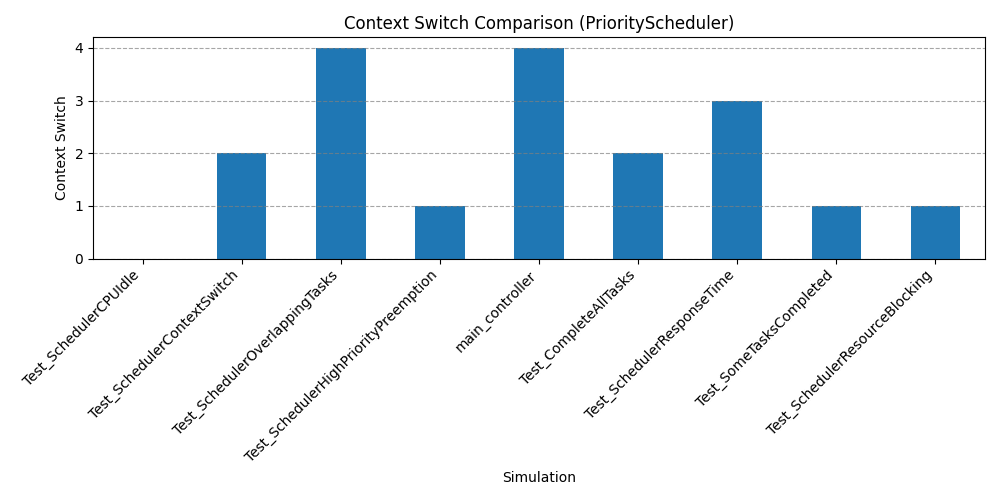 Context Switch Comparison (PriorityScheduler)
Context Switch
4
3
2
1
0
Test_SchedulerCPUIdle
Test_SchedulerContextSwitch
Test_SchedulerOverlappingTasks
Test_SchedulerHighPriorityPreemption
main_controller
Test_CompleteAllTasks
Test_SchedulerResponseTime
Test_SomeTasksCompleted
Test_SchedulerResourceBlocking
Simulation